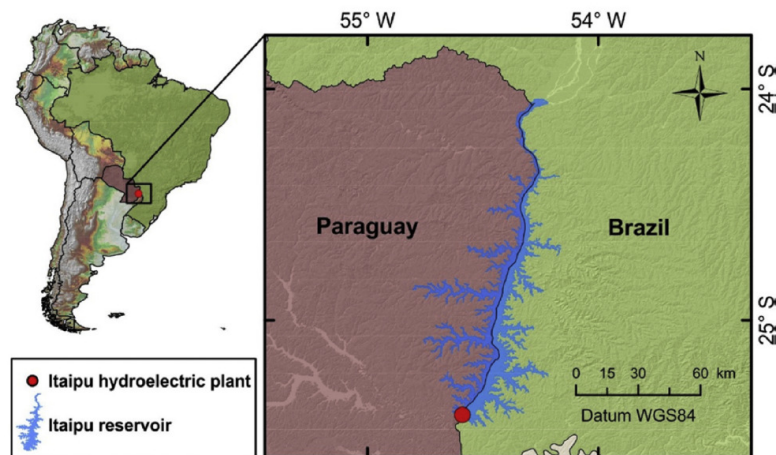 55° W 54° W
N
24° S
Paraguay Brazil
25° S
0 15 30 60 km
Datum WGS84
Itaipu hydroelectric plant
Itaipu reservoir